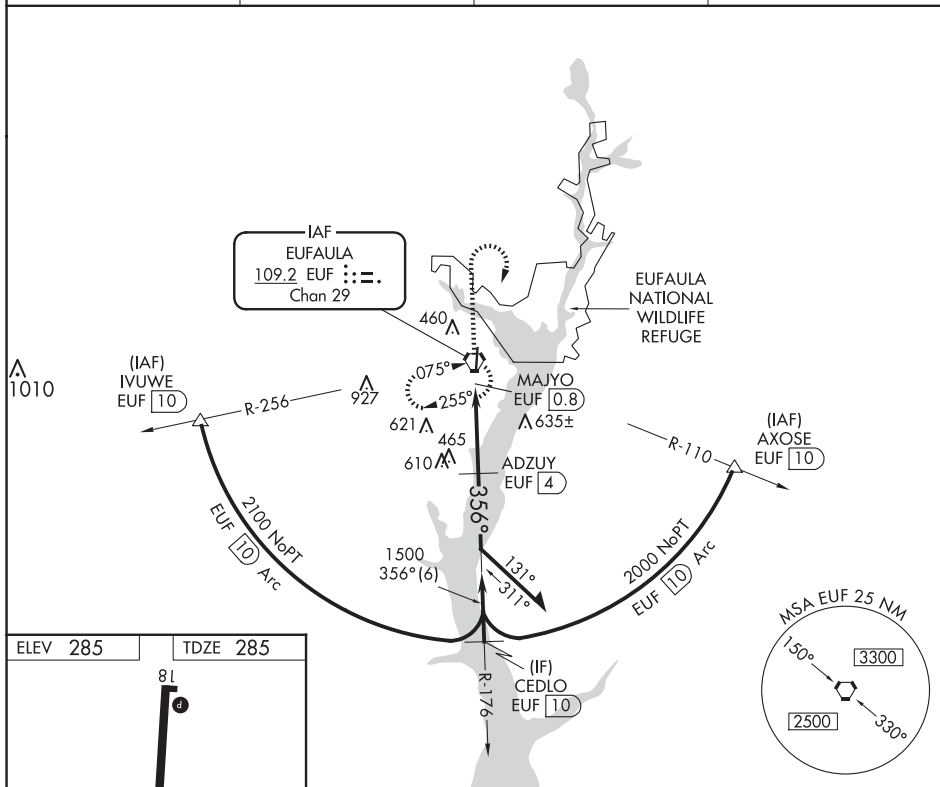 IAF
EUFAULA
109.2 EUF
Chan 29
EUFAULA
NATIONAL
WILDLIFE
REFUGE
460
1010
(IAF)
IVUWE
EUF 10
R-256
927
075°
255°
MAJYO
EUF 0.8
621
635±
465
610
ADZUY
EUF 4
R-110
(IAF)
AXOSE
EUF 10
356°
2100 NoPT
EUF 10 Arc
1500
356° (6)
131°
311°
2000 NoPT
EUF 10 Arc
(IF)
CEDLO
EUF 10
R-176
MSA EUF 25 NM
150°
3300
2500
330°
ELEV 285
TDZE 285
18
P